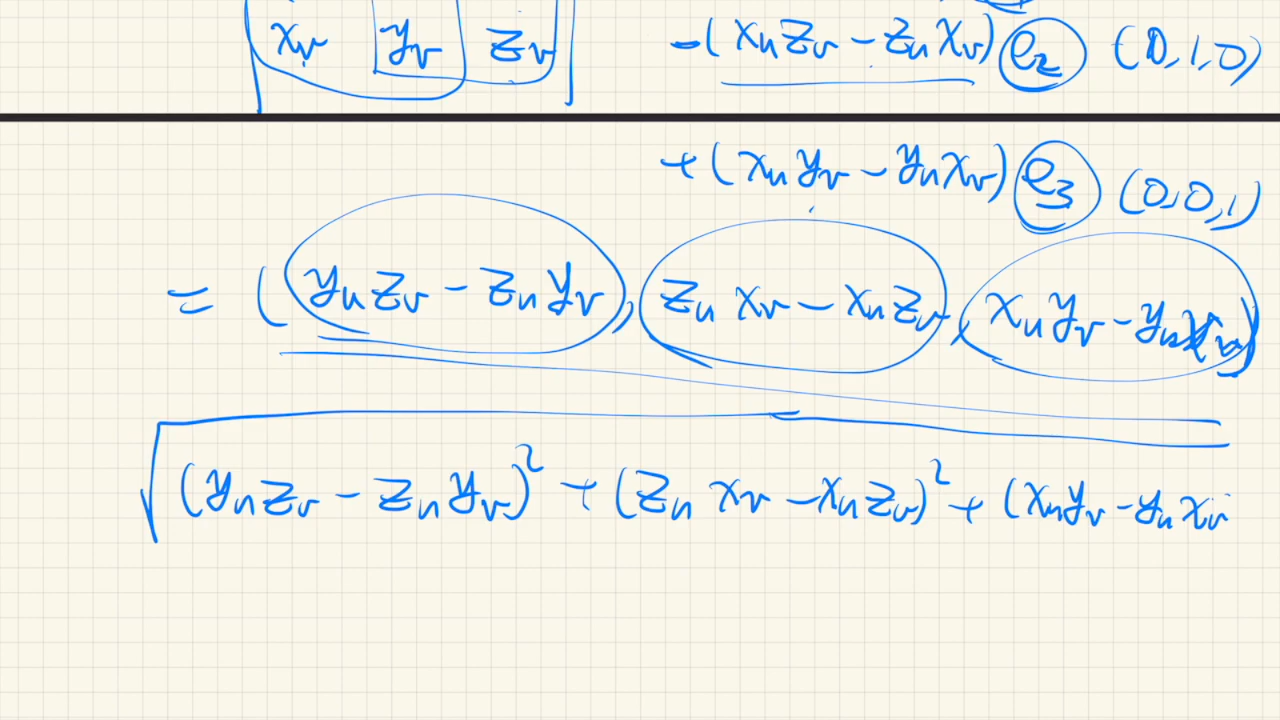 x_v y_v z_v -(x_u z_v - z_u x_v) e_2 (0,1,0)
+(x_u y_v - y_u x_v) e_3 (0,0,1)
= (y_u z_v - z_u y_v, z_u x_v - x_u z_v, x_u y_v - y_u x_v)
√(y_u z_v - z_u y_v)^2 + (z_u x_v - x_u z_v)^2 + (x_u y_v - y_u x_v